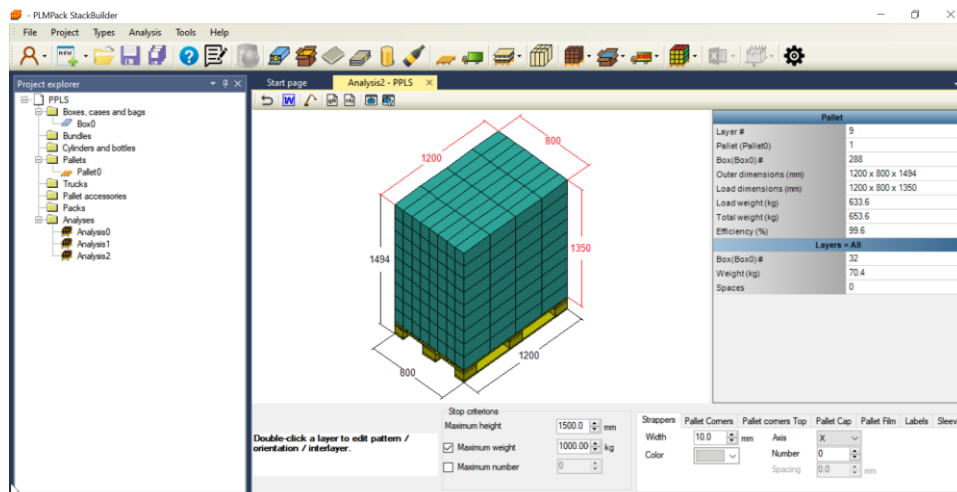 - PLMPack StackBuilder
File Project Types Analysis Tools Help
NEW
Project explorer
Start page Analysis2 - PPLS
PPLS
Boxes, cases and bags
Box0
Bundles
Cylinders and bottles
Pallets
Pallet0
Trucks
Pallet accessories
Packs
Analyses
Analysis0
Analysis1
Analysis2
W
1200
800
1494
1350
800
1200
Pallet
Layer # 9
Pallet (Pallet0) 1
Box(Box0) # 288
Outer dimensions (mm) 1200 x 800 x 1494
Load dimensions (mm) 1200 x 800 x 1350
Load weight(kg) 633.6
Total weight(kg) 653.6
Efficiency (%) 99.6
Layers = All
Box(Box0) # 32
Weight (kg) 70.4
Spaces 0
Double-click a layer to edit pattern /
orientation / interlayer.
Stop criterions
Maximum height 1500.0 mm
Maximum weight 1000.00 kg
Maximum number 0
Strappers Pallet Corners Pallet corners Top Pallet Cap Pallet Film Labels Sleev
Width 10.0 mm Axis X
Color Number 0
Spacing 0.0 mm